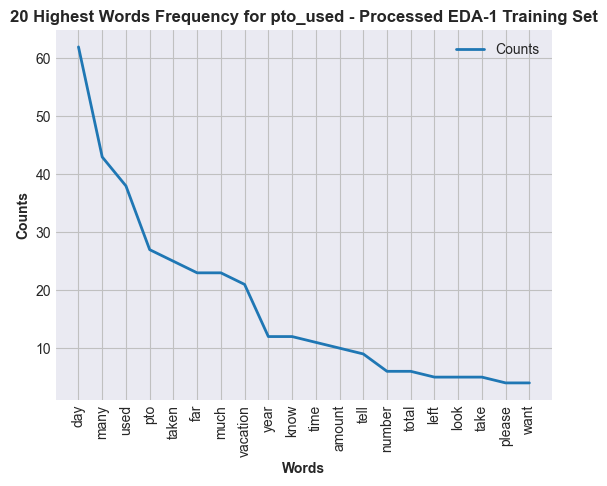 20 Highest Words Frequency for pto_used - Processed EDA-1 Training Set
Counts
60
50
40
30
20
10
Counts
day
many
used
pto
taken
far
much
vacation
year
know
time
amount
tell
number
total
left
look
take
please
want
Words